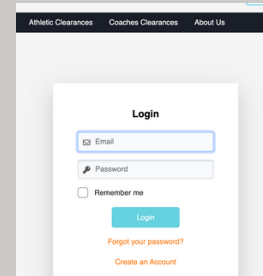 Athletic Clearances Coaches Clearances About Us
Login
Email
Password
Remember me
Login
Forgot your password?
Create an Account